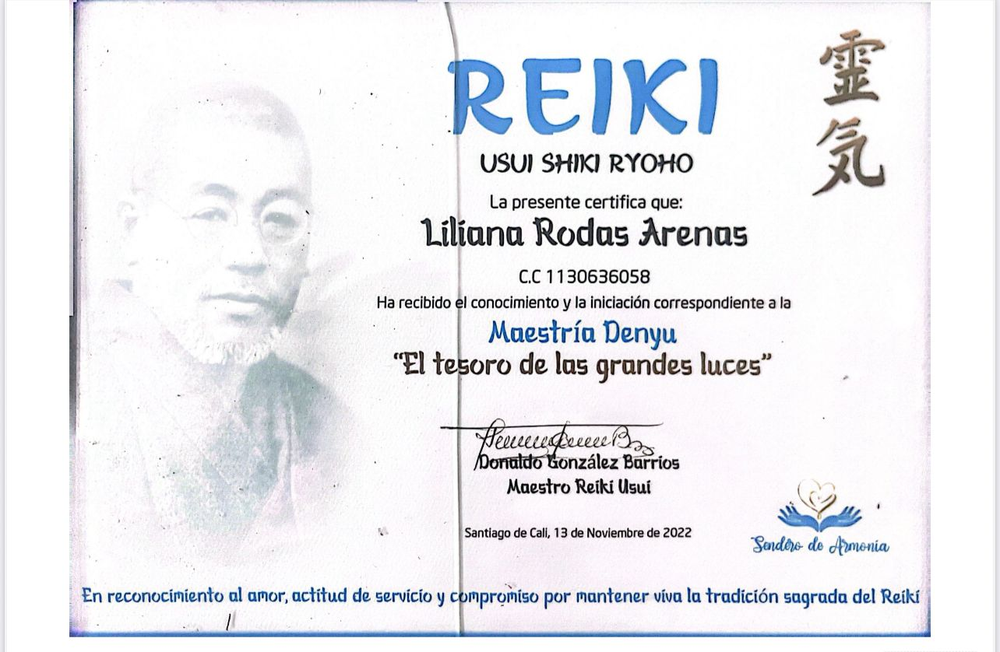 REIKI
靈
気
USUI SHIKI RYOHO
La presente certifica que:
Liliana Rodas Arenas
C.C 1130636058
Ha recibido el conocimiento y la iniciación correspondiente a la
Maestría Denyu
“El tesoro de las grandes luces”
Donaldo González Barrios
Maestro Reiki Usui
Santiago de Cali, 13 de Noviembre de 2022
Sendero de Armonía
En reconocimiento al amor, actitud de servicio y compromiso por mantener viva la tradición sagrada del Reiki